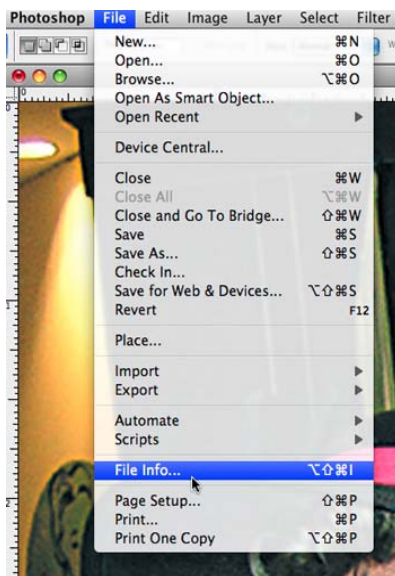 Photoshop File Edit Image Layer Select Filter
New... ⌘N
Open... ⌘O
Browse... ⌥⌘O
Open As Smart Object...
Open Recent ▶
Device Central...
Close ⌘W
Close All ⌥⌘W
Close and Go To Bridge... ⇧⌘W
Save ⌘S
Save As... ⇧⌘S
Check In...
Save for Web & Devices... ⌥⇧⌘S
Revert F12
Place...
Import ▶
Export ▶
Automate ▶
Scripts ▶
File Info... ⌥⇧⌘I
Page Setup... ⇧⌘P
Print... ⌘P
Print One Copy ⌥⇧⌘P